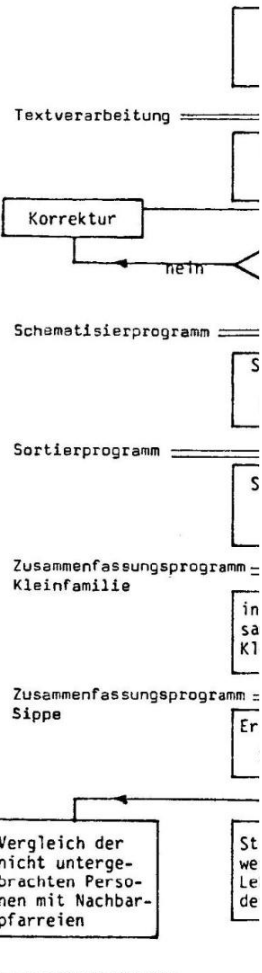 Textverarbeitung
Korrektur
nein
Schematisierprogramm
S
Sortierprogramm
S
Zusammenfassungsprogramm
Kleinfamilie
in
sa
Kl
Zusammenfassungsprogramm
Sippe
Er
Vergleich der
nicht unterge-
brachten Perso-
nen mit Nachbar-
pfarreien
St
we
Le
de